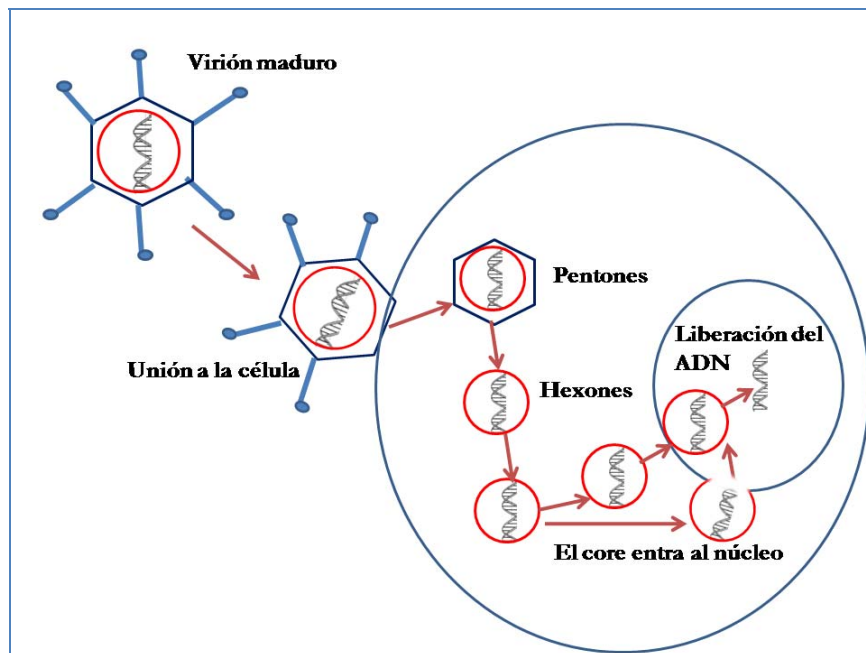 Virión maduro
Unión a la célula
Pentones
Hexones
Liberación del
ADN
El core entra al núcleo